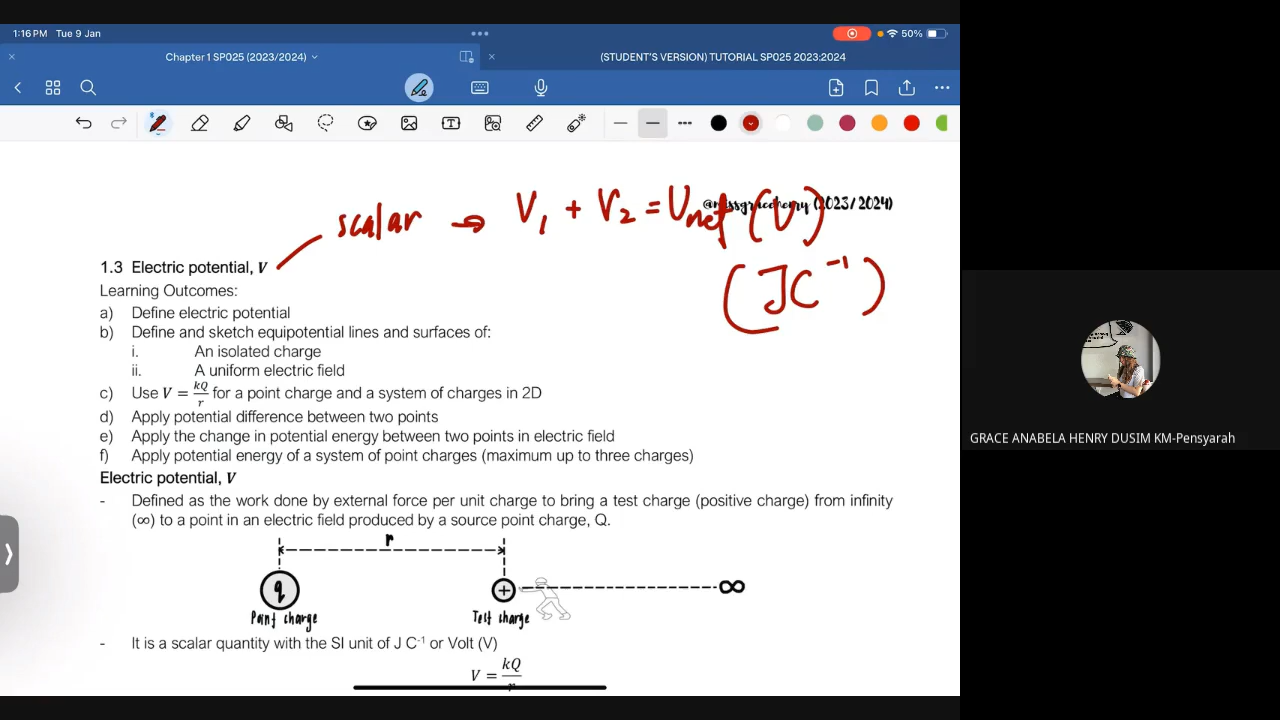 1:16 PM Tue 9 Jan
50%
Chapter 1 SP025 (2023/2024)
(STUDENT'S VERSION) TUTORIAL SP025 2023:2024
@missgracehenry (2023/2024)
scalar → V₁ + V₂ = Vnet (V)
(JC⁻¹)
1.3 Electric potential, V
Learning Outcomes:
a) Define electric potential
b) Define and sketch equipotential lines and surfaces of:
i. An isolated charge
ii. A uniform electric field
c) Use V = kQ/r for a point charge and a system of charges in 2D
d) Apply potential difference between two points
e) Apply the change in potential energy between two points in electric field
f) Apply potential energy of a system of point charges (maximum up to three charges)
Electric potential, V
- Defined as the work done by external force per unit charge to bring a test charge (positive charge) from infinity
(∞) to a point in an electric field produced by a source point charge, Q.
r
q + ∞
Point charge Test charge
- It is scalar quantity with the SI unit of J C⁻¹ or Volt (V)
V = kQ/r
GRACE ANABELA HENRY DUSIM KM-Pensyarah